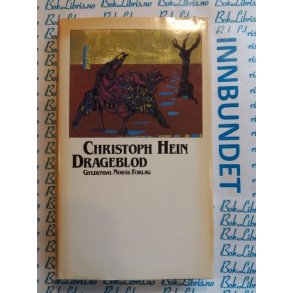 CHRISTOPH HEIN
DRAGEBLOD
GYLDENDAL NORSK FORLAG
INNBUNDET
BokLibris.no